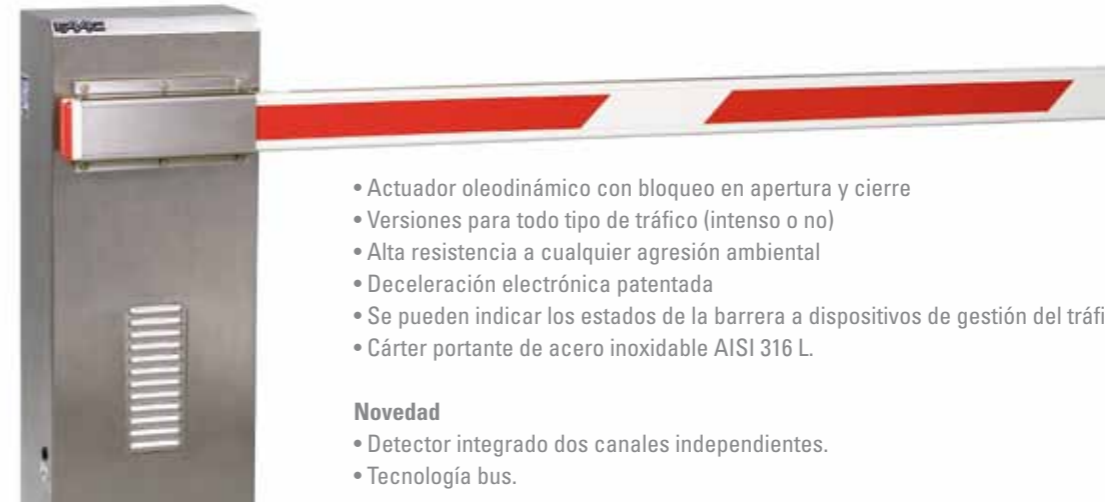 • Actuador oleodinámico con bloqueo en apertura y cierre
• Versiones para todo tipo de tráfico (intenso o no)
• Alta resistencia a cualquier agresión ambiental
• Deceleración electrónica patentada
• Se pueden indicar los estados de la barrera a dispositivos de gestión del tráfi
• Cárter portante de acero inoxidable AISI 316 L.
Novedad
• Detector integrado dos canales independientes.
• Tecnología bus.